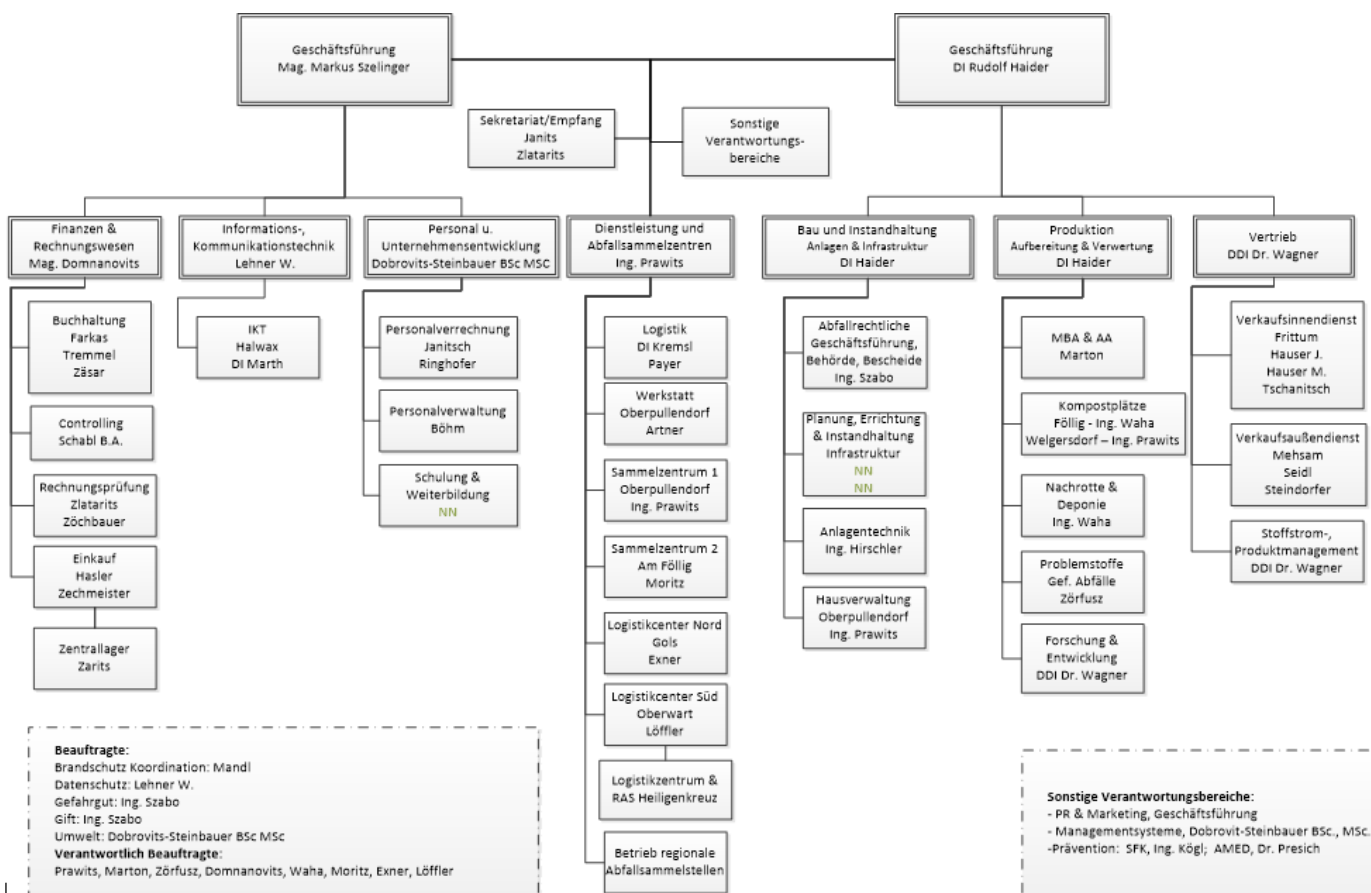 Geschäftsführung
Mag. Markus Szelinger
Geschäftsführung
DI Rudolf Haider
Sekretariat/Empfang
Janits
Zlatarits
Sonstige
Verantwortungs-
bereiche
Finanzen &
Rechnungswesen
Mag. Domnanovits
Informations-,
Kommunikationstechnik
Lehner W.
Personal u.
Unternehmensentwicklung
Dobrovits-Steinbauer BSc MSC
Dienstleistung und
Abfallsammelzentren
Ing. Prawits
Bau und Instandhaltung
Anlagen & Infrastruktur
DI Haider
Produktion
Aufbereitung & Verwertung
DI Haider
Vertrieb
DDI Dr. Wagner
Buchhaltung
Farkas
Tremmel
Zäsar
Controlling
Schabl B.A.
Rechnungsprüfung
Zlatarits
Zöchbauer
Einkauf
Hasler
Zechmeister
Zentrallager
Zarits
IKT
Halwax
DI Marth
Personalverrechnung
Janitsch
Ringhofer
Personalverwaltung
Böhm
Schulung &
Weiterbildung
NN
Logistik
DI Kremsl
Payer
Werkstatt
Oberpullendorf
Artner
Sammelzentrum 1
Oberpullendorf
Ing. Prawits
Sammelzentrum 2
Am Föllig
Moritz
Logistikcenter Nord
Gols
Exner
Logistikcenter Süd
Oberwart
Löffler
Logistikzentrum &
RAS Heiligenkreuz
Betrieb regionale
Abfallsammelstellen
Abfallrechtliche
Geschäftsführung,
Behörde, Bescheide
Ing. Szabo
Planung, Errichtung
& Instandhaltung
Infrastruktur
NN
NN
Anlagentechnik
Ing. Hirschler
Hausverwaltung
Oberpullendorf
Ing. Prawits
MBA & AA
Marton
Kompostplätze
Föllig - Ing. Waha
Welgersdorf – Ing. Prawits
Nachrotte &
Deponie
Ing. Waha
Problemstoffe
Gef. Abfälle
Zörfusz
Forschung &
Entwicklung
DDI Dr. Wagner
Verkaufsinnendienst
Frittum
Hauser J.
Hauser M.
Tschanitsch
Verkaufsaußendienst
Mehsam
Seidl
Steindorfer
Stoffstrom-,
Produktmanagement
DDI Dr. Wagner
Beauftragte:
Brandschutz Koordination: Mandl
Datenschutz: Lehner W.
Gefahrgut: Ing. Szabo
Gift: Ing. Szabo
Umwelt: Dobrovits-Steinbauer BSc MSc
Verantwortlich Beauftragte:
Prawits, Marton, Zörfusz, Domnanovits, Waha, Moritz, Exner, Löffler
Sonstige Verantwortungsbereiche:
- PR & Marketing, Geschäftsführung
- Managementsysteme, Dobrovit-Steinbauer BSc., MSc.
-Prävention: SFK, Ing. Kögl; AMED, Dr. Presich